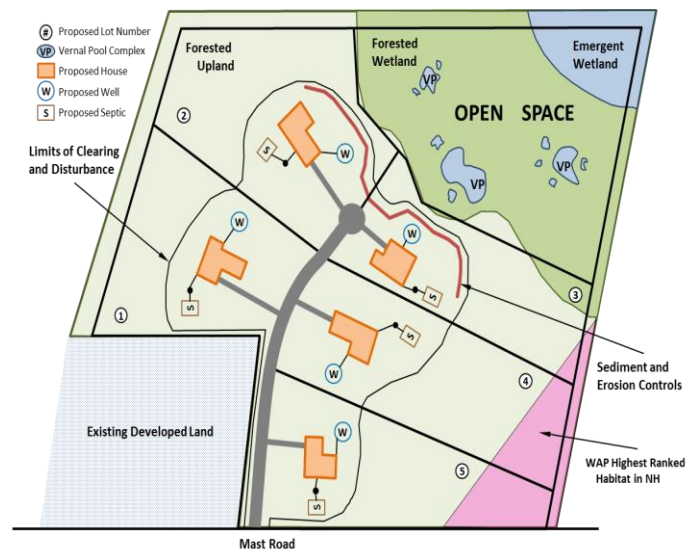 # Proposed Lot Number
VP Vernal Pool Complex
Proposed House
W Proposed Well
S Proposed Septic
Forested
Upland
Forested
Wetland
Emergent
Wetland
VP
OPEN SPACE
VP
VP
2
Limits of Clearing
and Disturbance
S
W
W
W
S
S
3
1
S
Sediment and
Erosion Controls
W
4
Existing Developed Land
W
5
WAP Highest Ranked
Habitat in NH
S
Mast Road